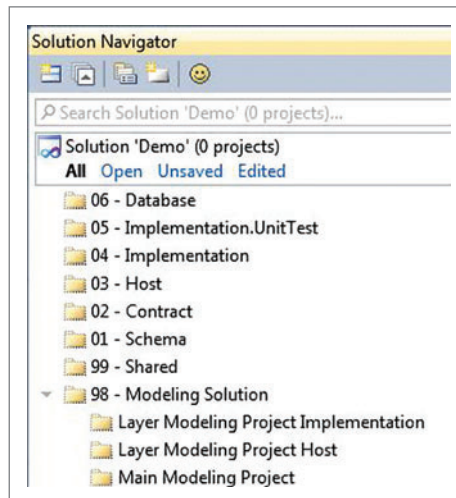 Solution Navigator
Search Solution 'Demo' (0 projects)...
Solution 'Demo' (0 projects)
All Open Unsaved Edited
06 - Database
05 - Implementation.UnitTest
04 - Implementation
03 - Host
02 - Contract
01 - Schema
99 - Shared
98 - Modeling Solution
Layer Modeling Project Implementation
Layer Modeling Project Host
Main Modeling Project